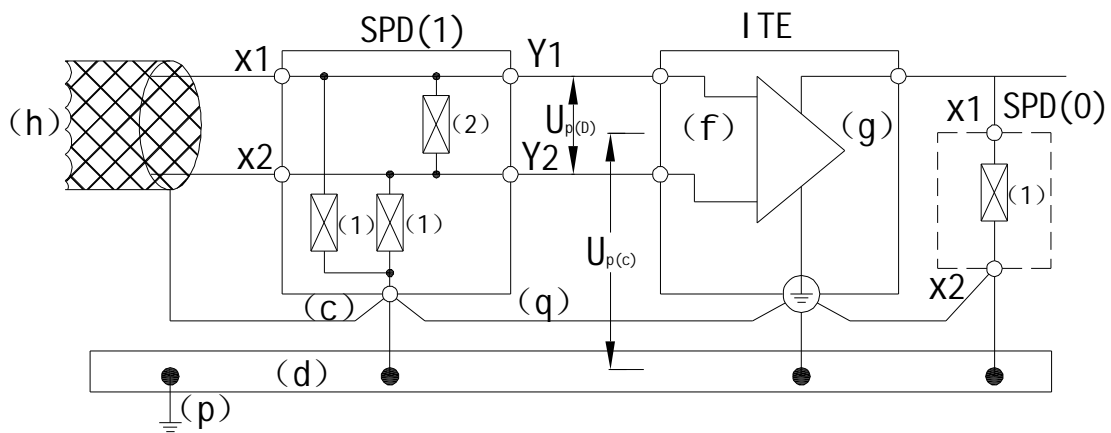 SPD(1)
ITE
x1
Y1
x1
SPD(0)
(h)
(2)
Up(D)
(f)
(g)
x2
Y2
(1)
(1)
(1)
Up(c)
x2
(c)
(q)
(d)
(p)